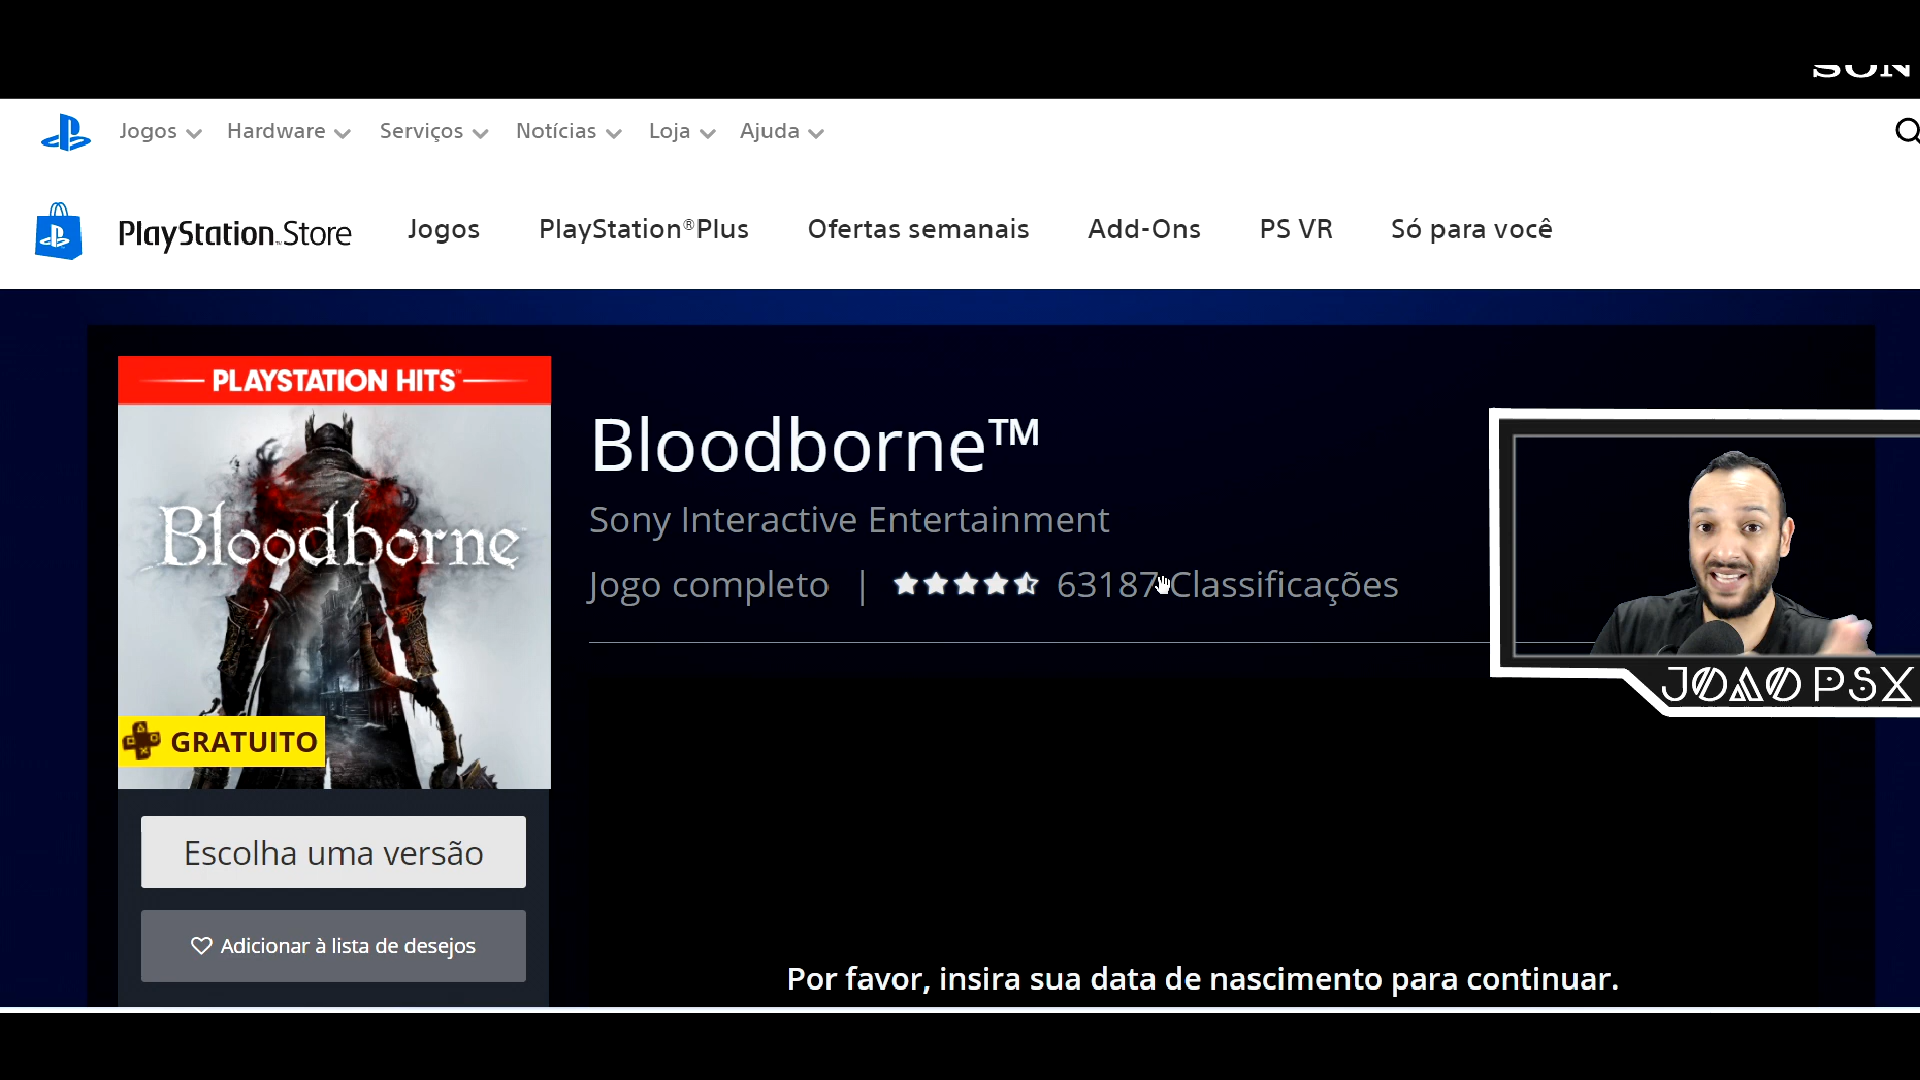 SON
Jogos Hardware Serviços Notícias Loja Ajuda
PlayStation Store Jogos PlayStation®Plus Ofertas semanais Add-Ons PS VR Só para você
PLAYSTATION HITS™
Bloodborne
GRATUITO
Escolha uma versão
Adicionar à lista de desejos
Bloodborne™
Sony Interactive Entertainment
Jogo completo | 63187 Classificações
JOAO PSX
Por favor, insira sua data de nascimento para continuar.